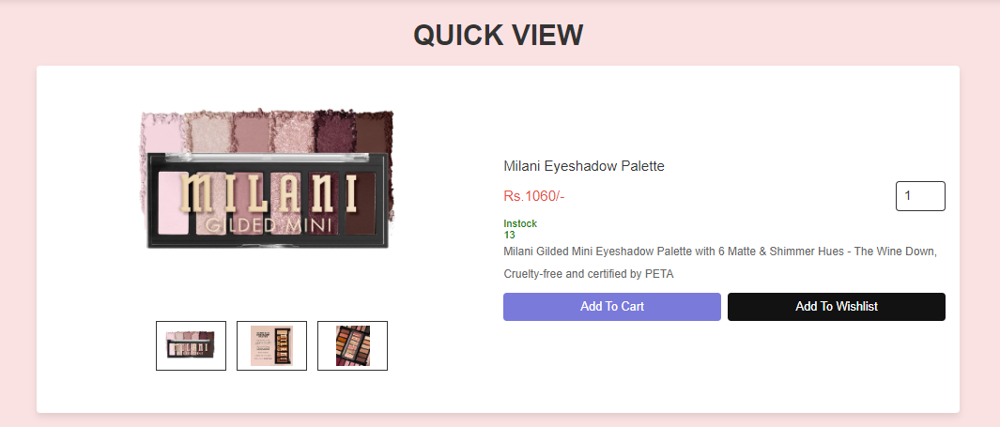 QUICK VIEW
MILANI
GILDED MINI
Milani Eyeshadow Palette
Rs.1060/-
1
Instock
13
Milani Gilded Mini Eyeshadow Palette with 6 Matte & Shimmer Hues - The Wine Down,
Cruelty-free and certified by PETA
Add To Cart
Add To Wishlist
MILANI